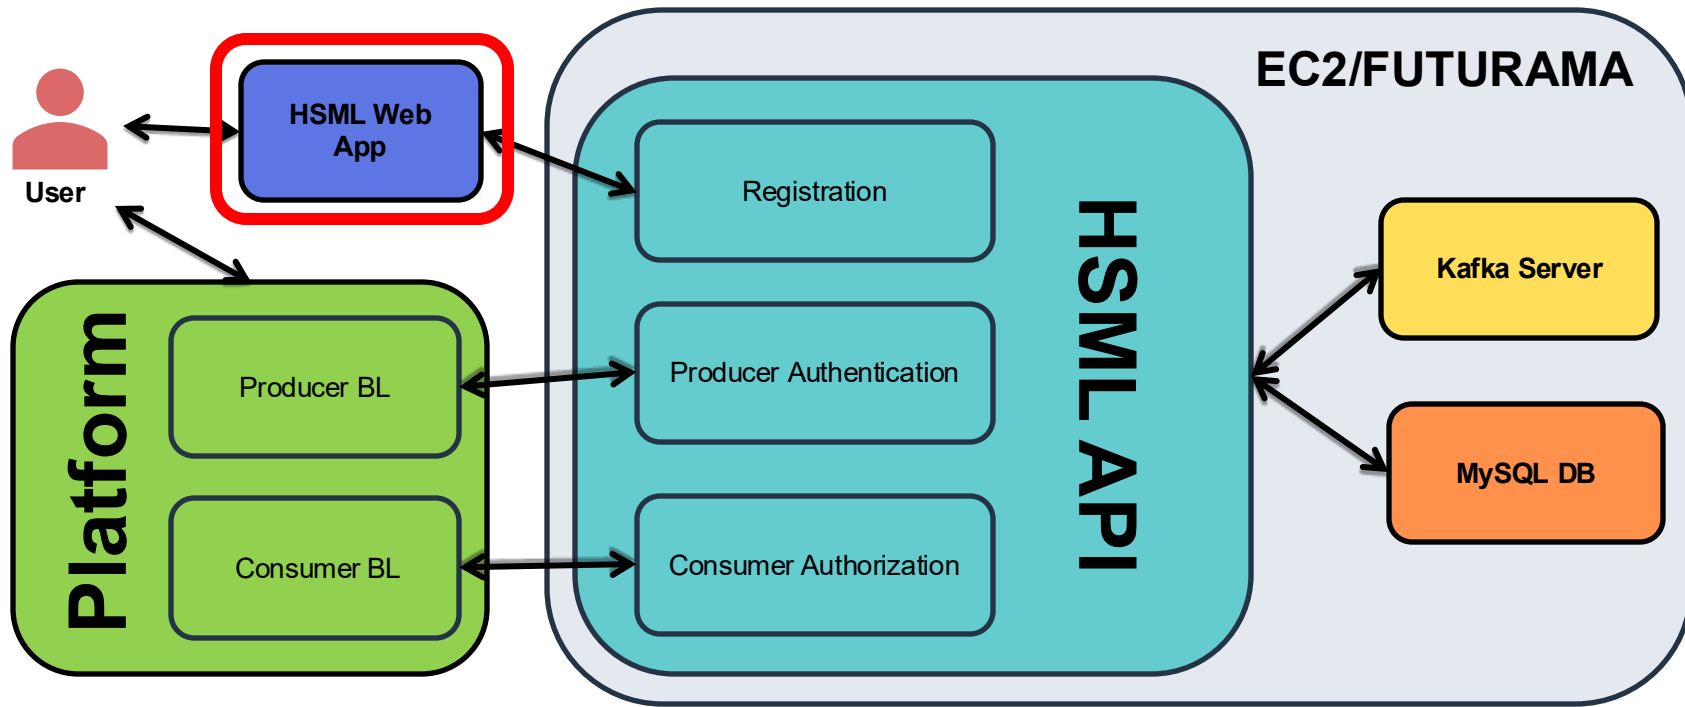 EC2/FUTURAMA
HSML Web
App
User
Registration
HSML API
Kafka Server
Platform
Producer BL
Producer Authentication
MySQL DB
Consumer BL
Consumer Authorization